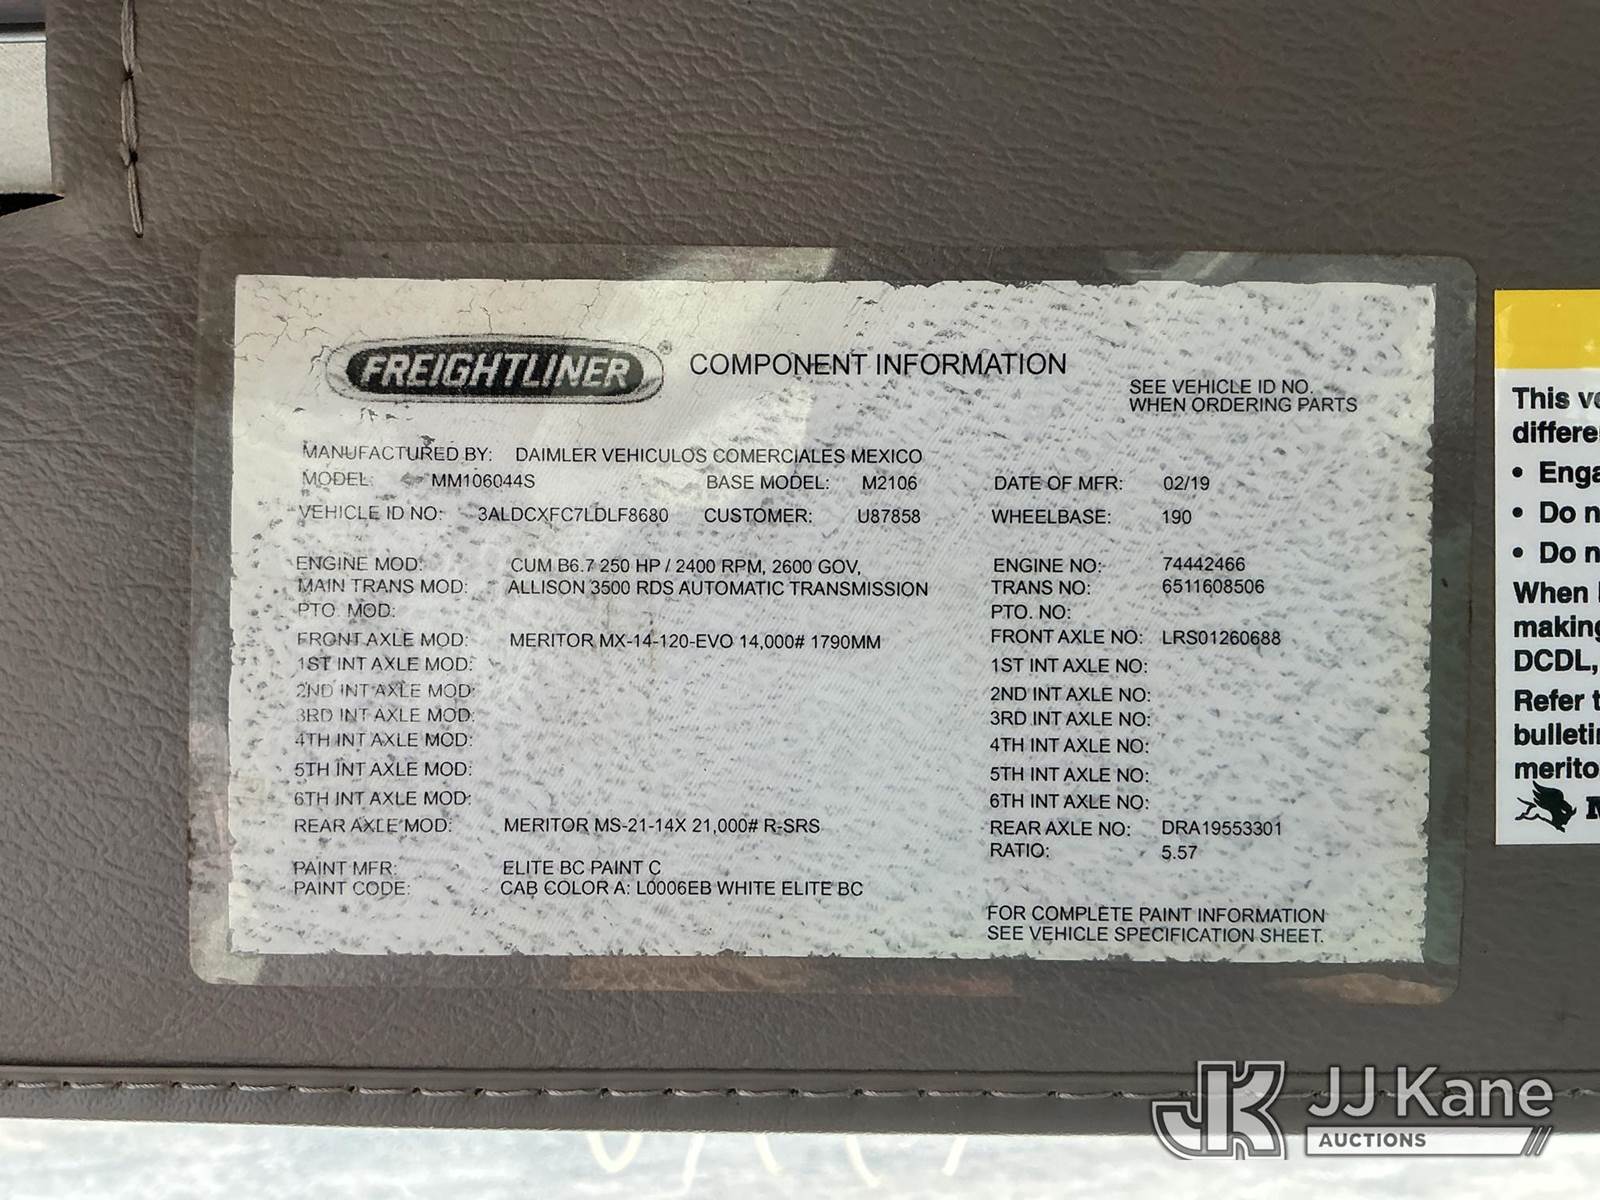 FREIGHTLINER® COMPONENT INFORMATION
SEE VEHICLE ID NO.
WHEN ORDERING PARTS
MANUFACTURED BY: DAIMLER VEHICULOS COMERCIALES MEXICO
MODEL: MM106044S BASE MODEL: M2106 DATE OF MFR: 02/19
VEHICLE ID NO: 3ALDCXFC7LDLF8680 CUSTOMER: U87858 WHEELBASE: 190
ENGINE MOD: CUM B6.7 250 HP / 2400 RPM, 2600 GOV, ENGINE NO: 74442466
MAIN TRANS MOD: ALLISON 3500 RDS AUTOMATIC TRANSMISSION TRANS NO: 6511608506
PTO. MOD: PTO. NO:
FRONT AXLE MOD: MERITOR MX-14-120-EVO 14,000# 1790MM FRONT AXLE NO: LRS01260688
1ST INT AXLE MOD: 1ST INT AXLE NO:
2ND INT AXLE MOD: 2ND INT AXLE NO:
3RD INT AXLE MOD: 3RD INT AXLE NO:
4TH INT AXLE MOD: 4TH INT AXLE NO:
5TH INT AXLE MOD: 5TH INT AXLE NO:
6TH INT AXLE MOD: 6TH INT AXLE NO:
REAR AXLE MOD: MERITOR MS-21-14X 21,000# R-SRS REAR AXLE NO: DRA19553301
RATIO: 5.57
PAINT MFR: ELITE BC PAINT C
PAINT CODE: CAB COLOR A: L0006EB WHITE ELITE BC
FOR COMPLETE PAINT INFORMATION
SEE VEHICLE SPECIFICATION SHEET.
This
• Do
• Do
When
making
DCDL,
Refer
JJ Kane
AUCTIONS